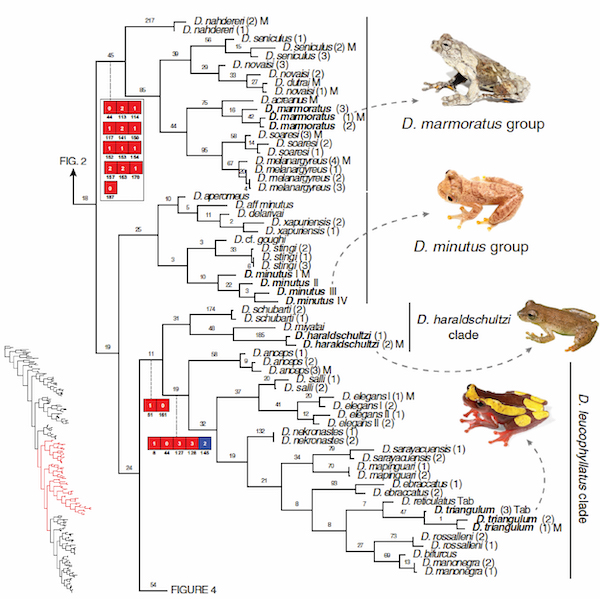 D. nahdereri (2) M
D. nahdereri (1)
D. seniculus (1)
D. seniculus (2) M
D. seniculus (3)
D. novaisi (3)
D. novaisi (2)
D. dutrai M
D. novaisi (1) M
D. acreanus M
D. marmoratus (3)
D. marmoratus (1) M
D. marmoratus (2)
D. soaresi (3) M
D. soaresi (2)
D. soaresi (1)
D. melanargyreus (4) M
D. melanargyreus (1)
D. melanargyreus (2)
D. melanargyreus (3)
D. marmoratus group
FIG. 2
D. aperomeus
D. aff minutus
D. delarivai
D. xapuriensis (2)
D. xapuriensis (1)
D. cf. goughi
D. stingi (2)
D. stingi (1)
D. stingi (3)
D. minutus I M
D. minutus II
D. minutus III
D. minutus IV
D. minutus group
D. schubarti (2)
D. schubarti (1)
D. miyatai
D. haraldschultzi (1)
D. haraldschultzi (2) M
D. haraldschultzi
clade
D. anceps (1)
D. anceps (2)
D. anceps (3) M
D. salli (1)
D. salli (2)
D. elegans I (1) M
D. elegans I (2)
D. elegans II (1)
D. elegans II (2)
D. nekronastes (1)
D. nekronastes (2)
D. sarayacuensis (1)
D. sarayacuensis (2)
D. mapinguari (1)
D. mapinguari (2)
D. ebraccatus (1)
D. ebraccatus (2)
D. reticulatus Tab
D. triangulum (3) Tab
D. triangulum (2)
D. triangulum (1) M
D. rossalleni (2)
D. rossalleni (1)
D. bifurcus
D. manonegra (2)
D. manonegra (1)
D. leucophyllatus clade
FIGURE 4